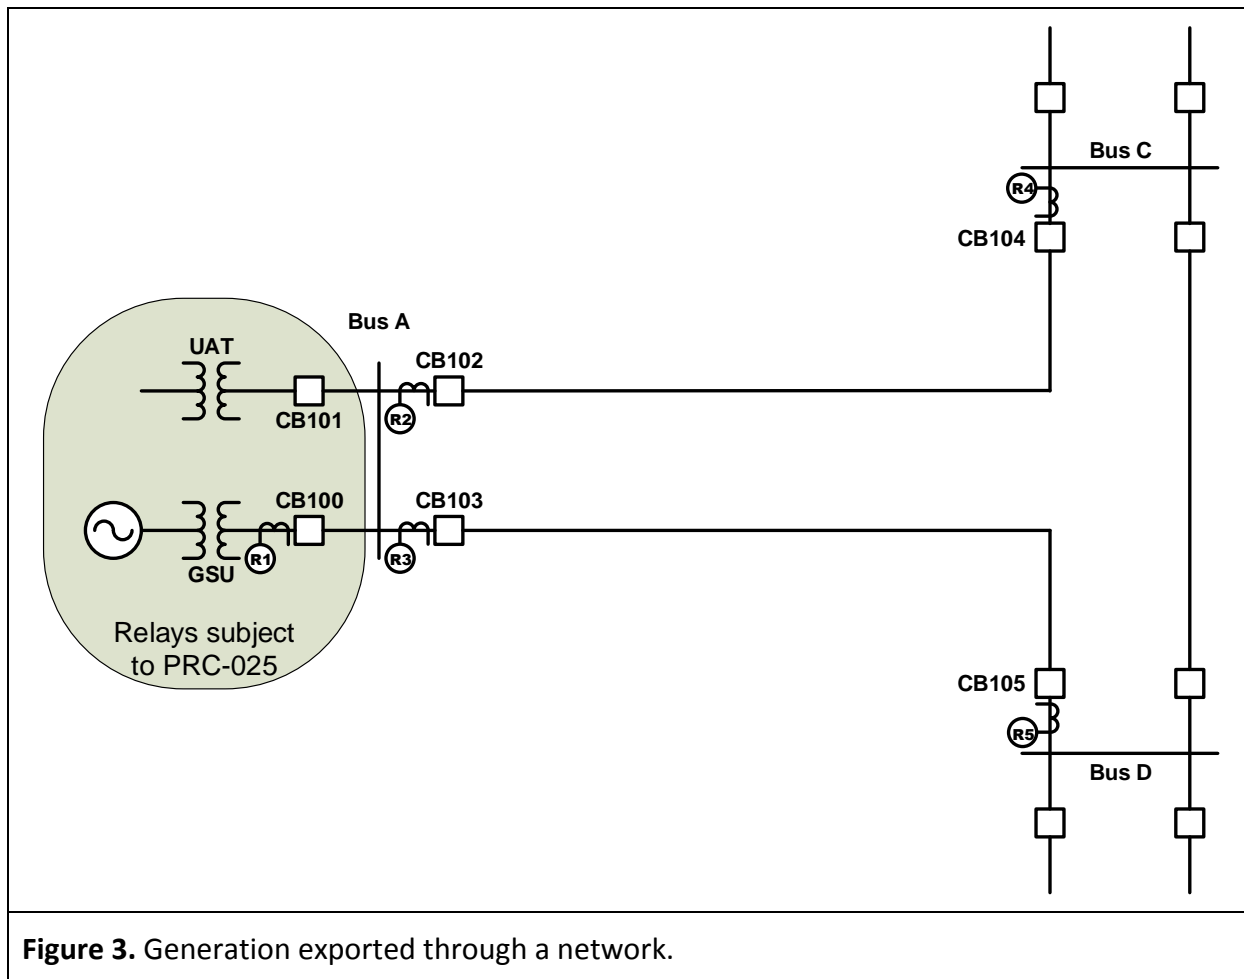 Bus C
R4
CB104
Bus A
UAT
CB102
CB101
R2
CB100
CB103
R1
R3
GSU
Relays subject
to PRC-025
CB105
R5
Bus D
Figure 3. Generation exported through a network.